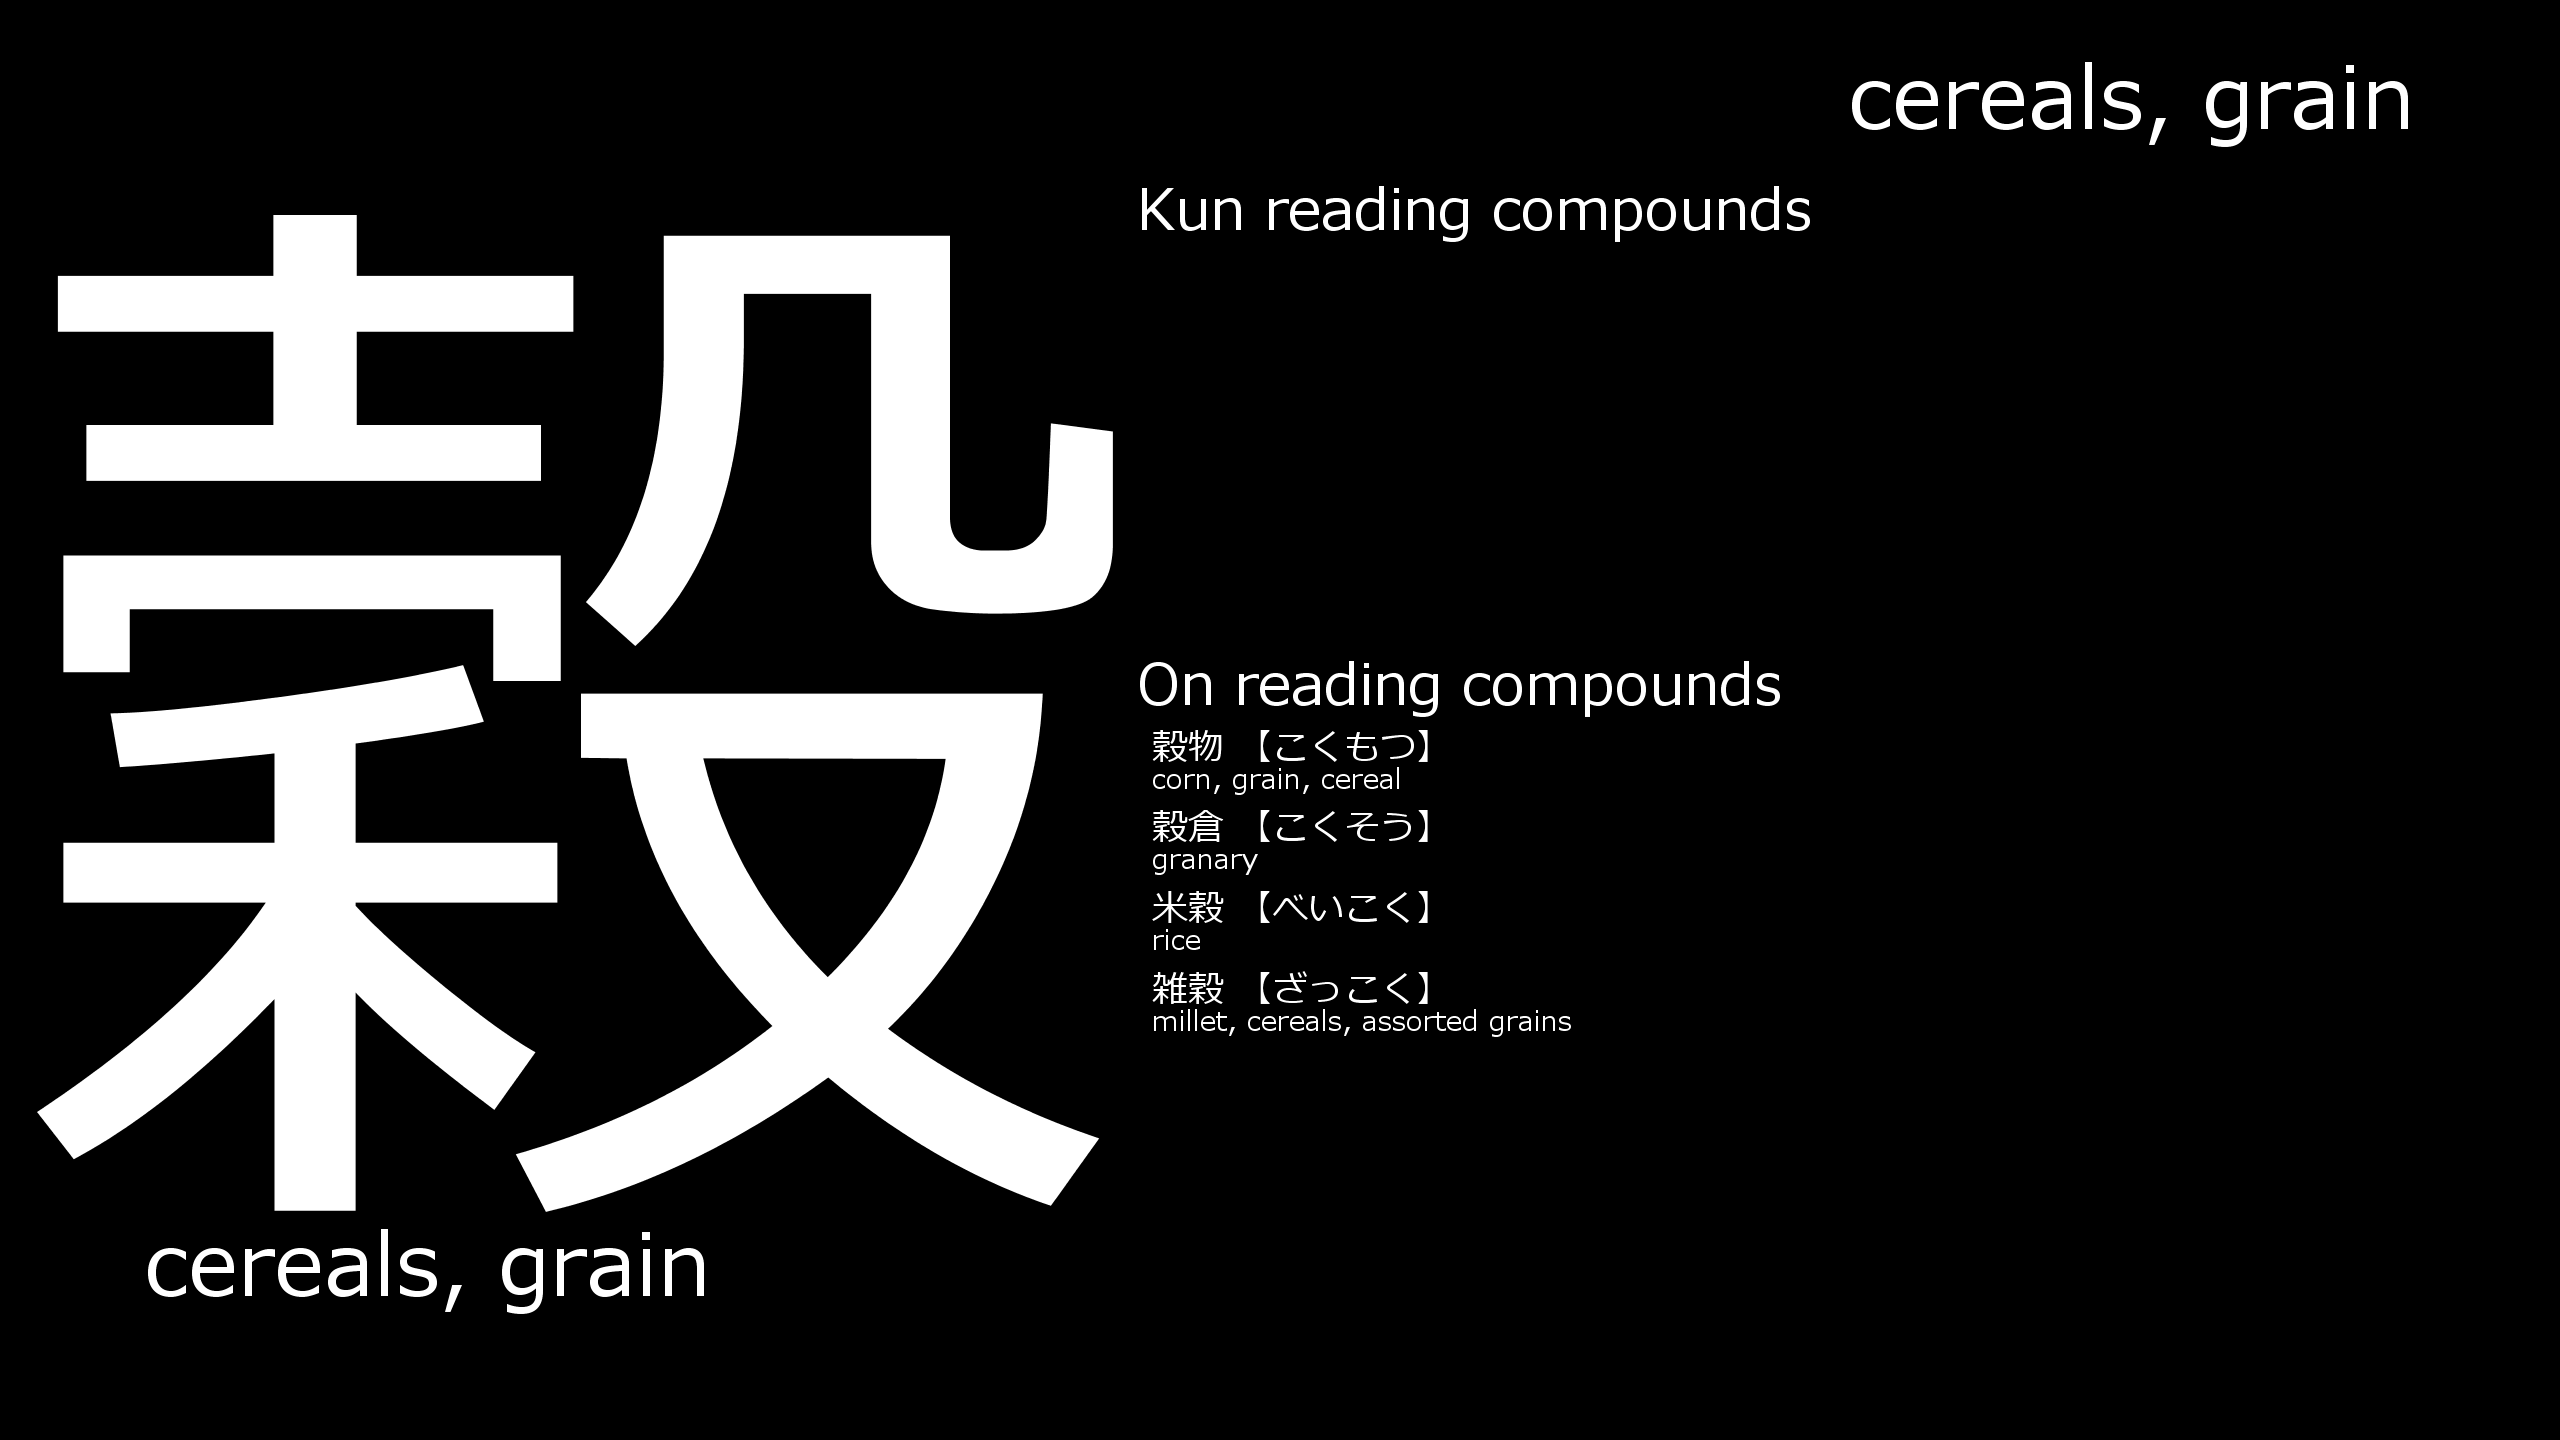 cereals, grain
穀
cereals, grain
Kun reading compounds
On reading compounds
穀物 【こくもつ】
corn, grain, cereal
穀倉 【こくそう】
granary
米穀 【べいこく】
rice
雑穀 【ざっこく】
millet, cereals, assorted grains